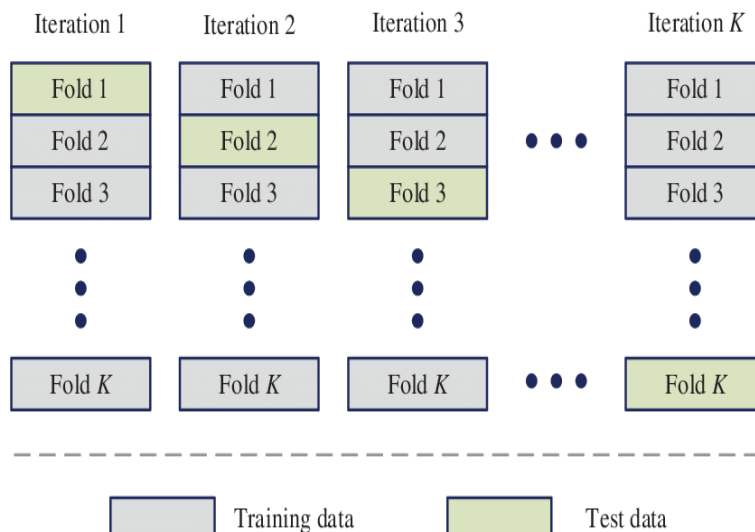 Iteration 1
Iteration 2
Iteration 3
Iteration K
Fold 1
Fold 1
Fold 1
Fold 1
Fold 2
Fold 2
Fold 2
Fold 2
Fold 3
Fold 3
Fold 3
Fold 3
Fold K
Fold K
Fold K
Fold K
Training data
Test data